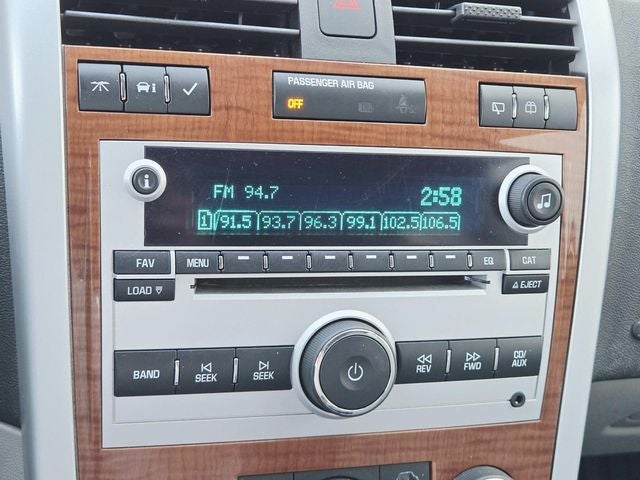 PASSENGER AIR BAG
OFF
FM 94.7
2:58
1 91.5 93.7 96.3 99.1 102.5 106.5
FAV MENU EQ CAT
LOAD EJECT
BAND SEEK SEEK REV FWD CD/
AUX